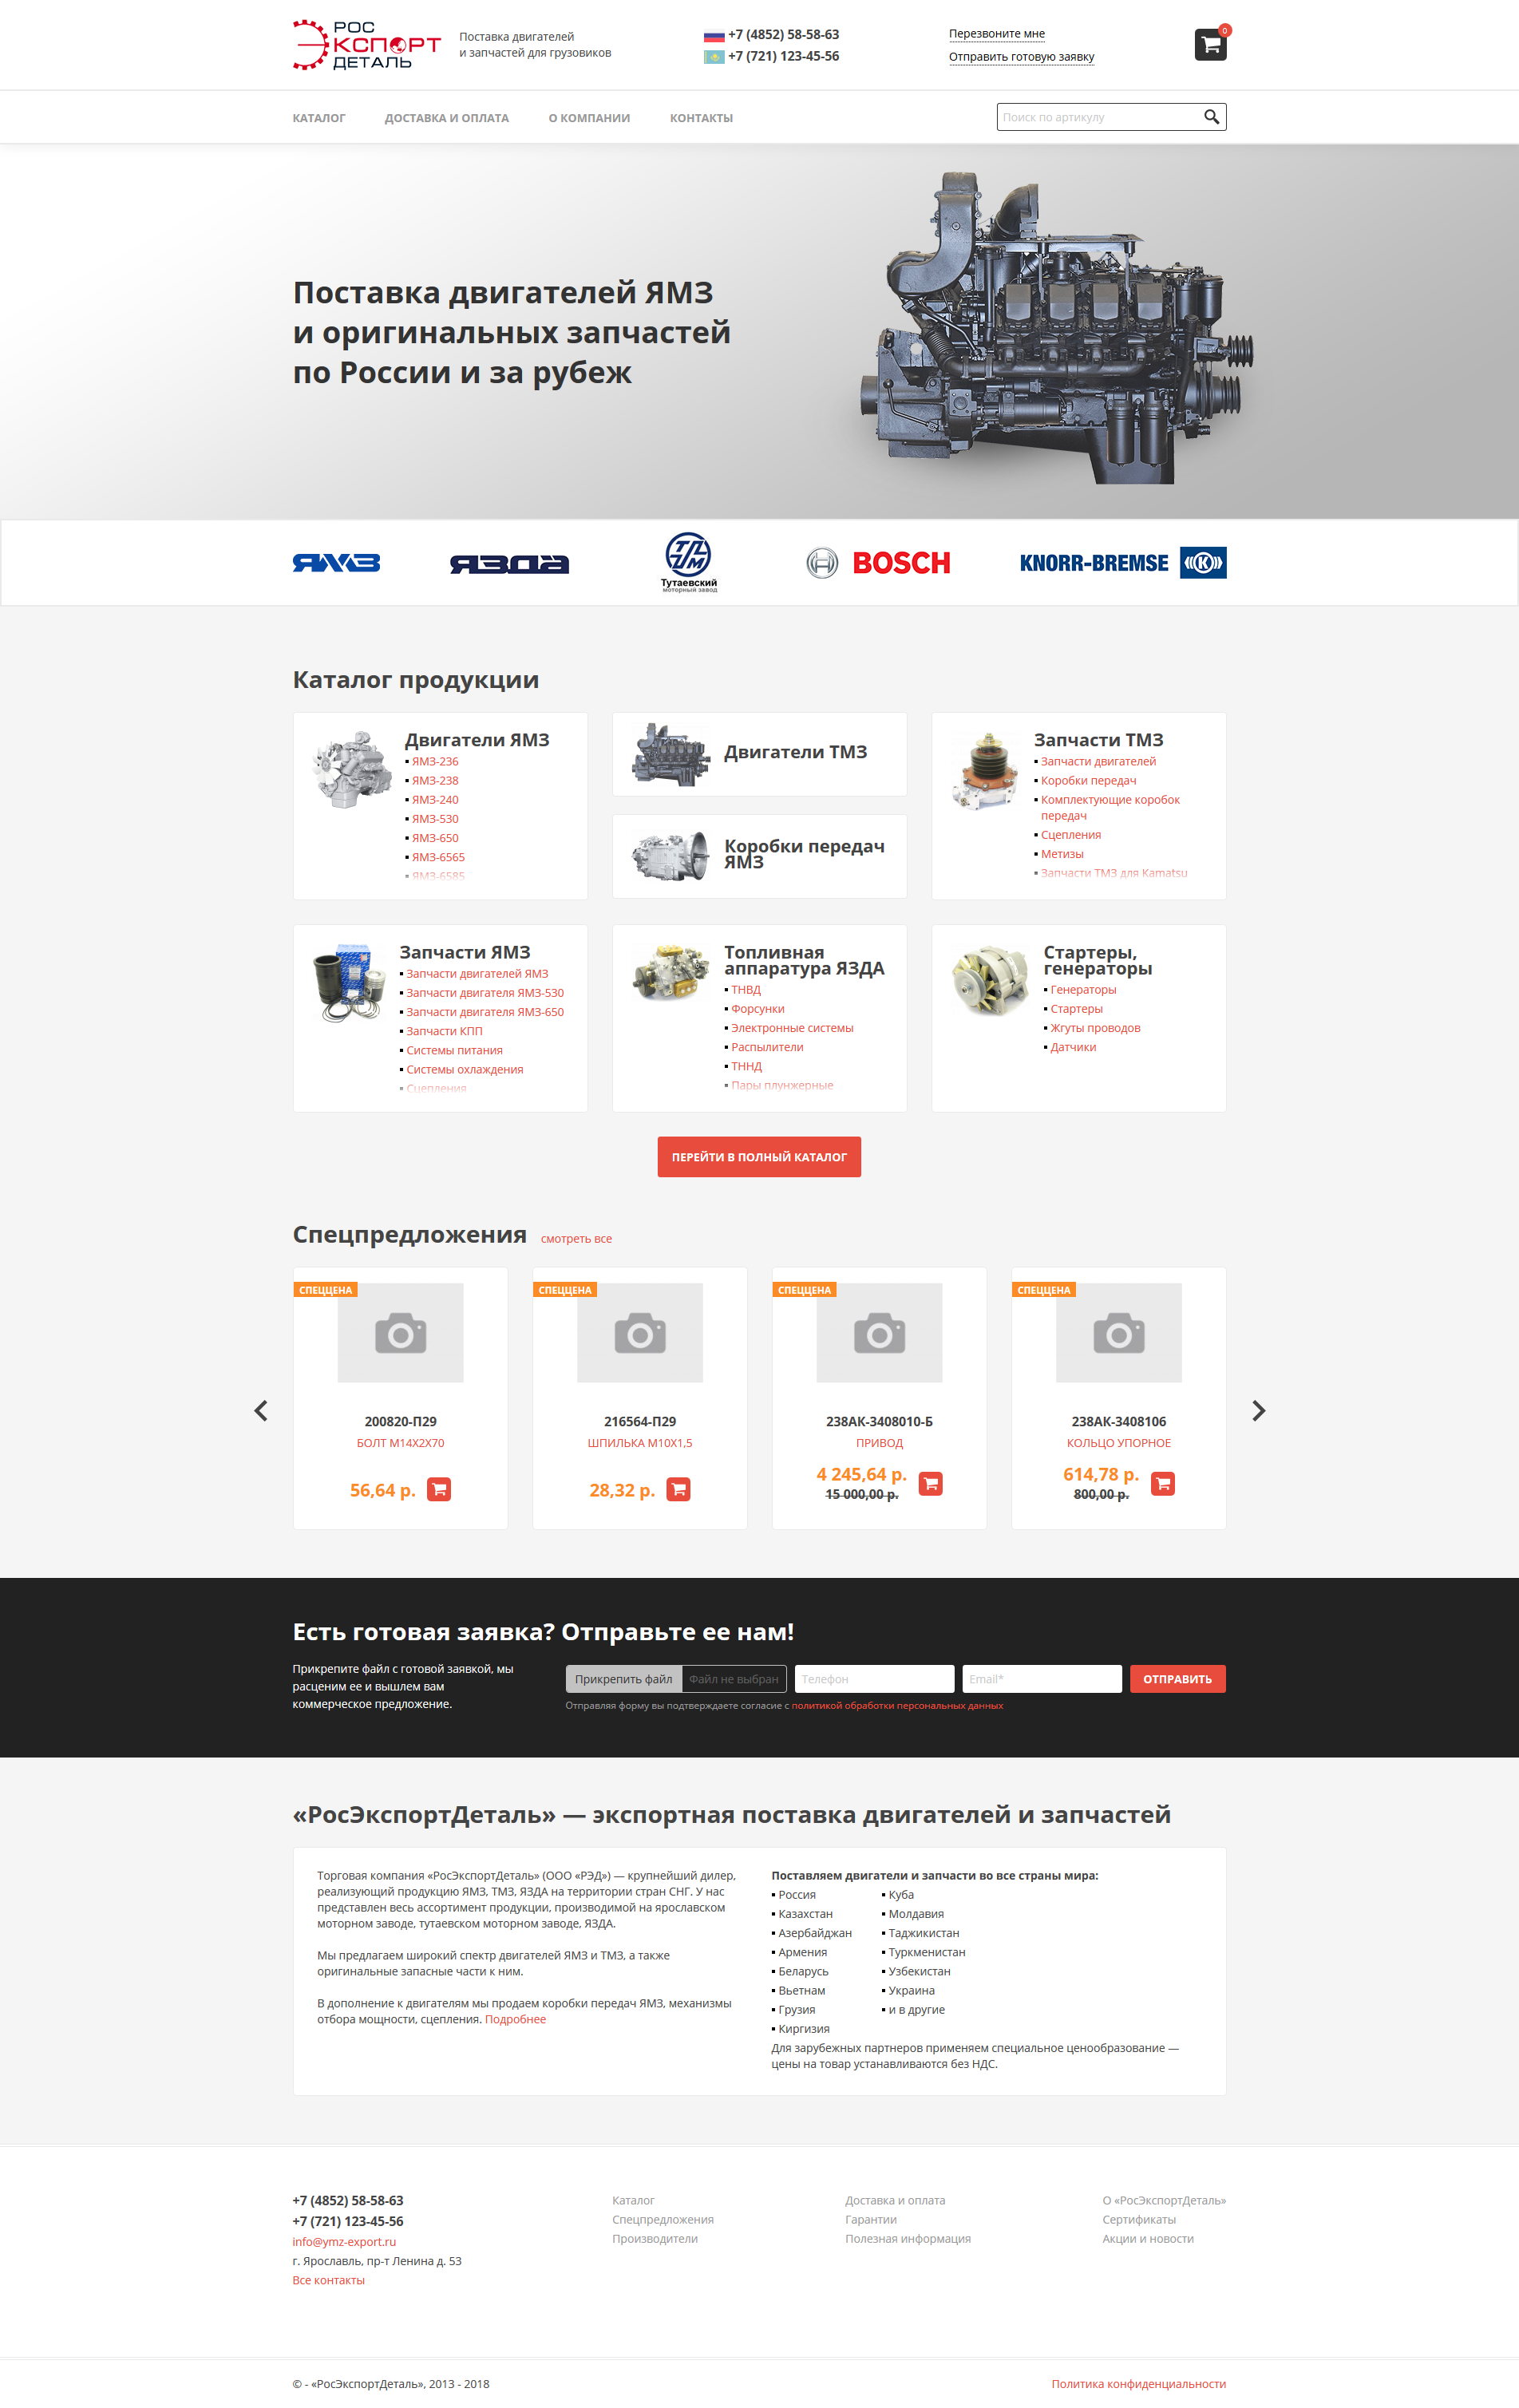 РОС
ЭКСПОРТ
ДЕТАЛЬ
Поставка двигателей
и запчастей для грузовиков
+7 (4852) 58-58-63
+7 (721) 123-45-56
Перезвоните мне
Отправить готовую заявку
0
КАТАЛОГ
ДОСТАВКА И ОПЛАТА
О КОМПАНИИ
КОНТАКТЫ
Поиск по артикулу
Поставка двигателей ЯМЗ
и оригинальных запчастей
по России и за рубеж
ЯМЗ
ЯЗДА
ТМЗ
Тутаевский
моторный завод
BOSCH
KNORR-BREMSE
Каталог продукции
Двигатели ЯМЗ
ЯМЗ-236
ЯМЗ-238
ЯМЗ-240
ЯМЗ-530
ЯМЗ-650
ЯМЗ-6565
ЯМЗ-6585
Двигатели ТМЗ
Коробки передач
ЯМЗ
Запчасти ТМЗ
Запчасти двигателей
Коробки передач
Комплектующие коробок
передач
Сцепления
Метизы
Запчасти ТМЗ для Kamatsu
Запчасти ЯМЗ
Запчасти двигателей ЯМЗ
Запчасти двигателя ЯМЗ-530
Запчасти двигателя ЯМЗ-650
Запчасти КПП
Системы питания
Системы охлаждения
Сцепления
Топливная
аппаратура ЯЗДА
ТНВД
Форсунки
Электронные системы
Распылители
ТННД
Пары плунжерные
Стартеры,
генераторы
Генераторы
Стартеры
Жгуты проводов
Датчики
ПЕРЕЙТИ В ПОЛНЫЙ КАТАЛОГ
Спецпредложения
смотреть все
СПЕЦЦЕНА
200820-П29
БОЛТ М14Х2Х70
56,64 р.
СПЕЦЦЕНА
216564-П29
ШПИЛЬКА М10Х1,5
28,32 р.
СПЕЦЦЕНА
238АК-3408010-Б
ПРИВОД
4 245,64 р.
15 000,00 р.
СПЕЦЦЕНА
238АК-3408106
КОЛЬЦО УПОРНОЕ
614,78 р.
800,00 р.
Есть готовая заявка? Отправьте ее нам!
Прикрепите файл с готовой заявкой, мы
расценим ее и вышлем вам
коммерческое предложение.
Прикрепить файл
Файл не выбран
Телефон
Email*
ОТПРАВИТЬ
Отправляя форму вы подтверждаете согласие с политикой обработки персональных данных
«РосЭкспортДеталь» — экспортная поставка двигателей и запчастей
Торговая компания «РосЭкспортДеталь» (ООО «РЭД») — крупнейший дилер,
реализующий продукцию ЯМЗ, ТМЗ, ЯЗДА на территории стран СНГ. У нас
представлен весь ассортимент продукции, производимой на ярославском
моторном заводе, тутаевском моторном заводе, ЯЗДА.
Мы предлагаем широкий спектр двигателей ЯМЗ и ТМЗ, а также
оригинальные запасные части к ним.
В дополнение к двигателям мы продаем коробки передач ЯМЗ, механизмы
отбора мощности, сцепления. Подробнее
Поставляем двигатели и запчасти во все страны мира:
Россия
Казахстан
Азербайджан
Армения
Беларусь
Вьетнам
Грузия
Киргизия
Куба
Молдавия
Таджикистан
Туркменистан
Узбекистан
Украина
и в другие
Для зарубежных партнеров применяем специальное ценообразование —
цены на товар устанавливаются без НДС.
+7 (4852) 58-58-63
+7 (721) 123-45-56
info@ymz-export.ru
г. Ярославль, пр-т Ленина д. 53
Все контакты
Каталог
Спецпредложения
Производители
Доставка и оплата
Гарантии
Полезная информация
О «РосЭкспортДеталь»
Сертификаты
Акции и новости
© - «РосЭкспортДеталь», 2013 - 2018
Политика конфиденциальности